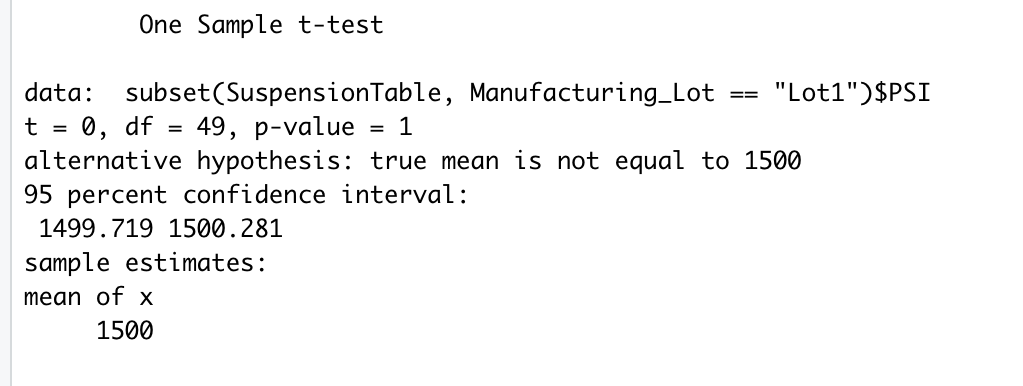 One Sample t-test
data:  subset(SuspensionTable, Manufacturing_Lot == "Lot1")$PSI
t = 0, df = 49, p-value = 1
alternative hypothesis: true mean is not equal to 1500
95 percent confidence interval:
1499.719 1500.281
sample estimates:
mean of x
1500